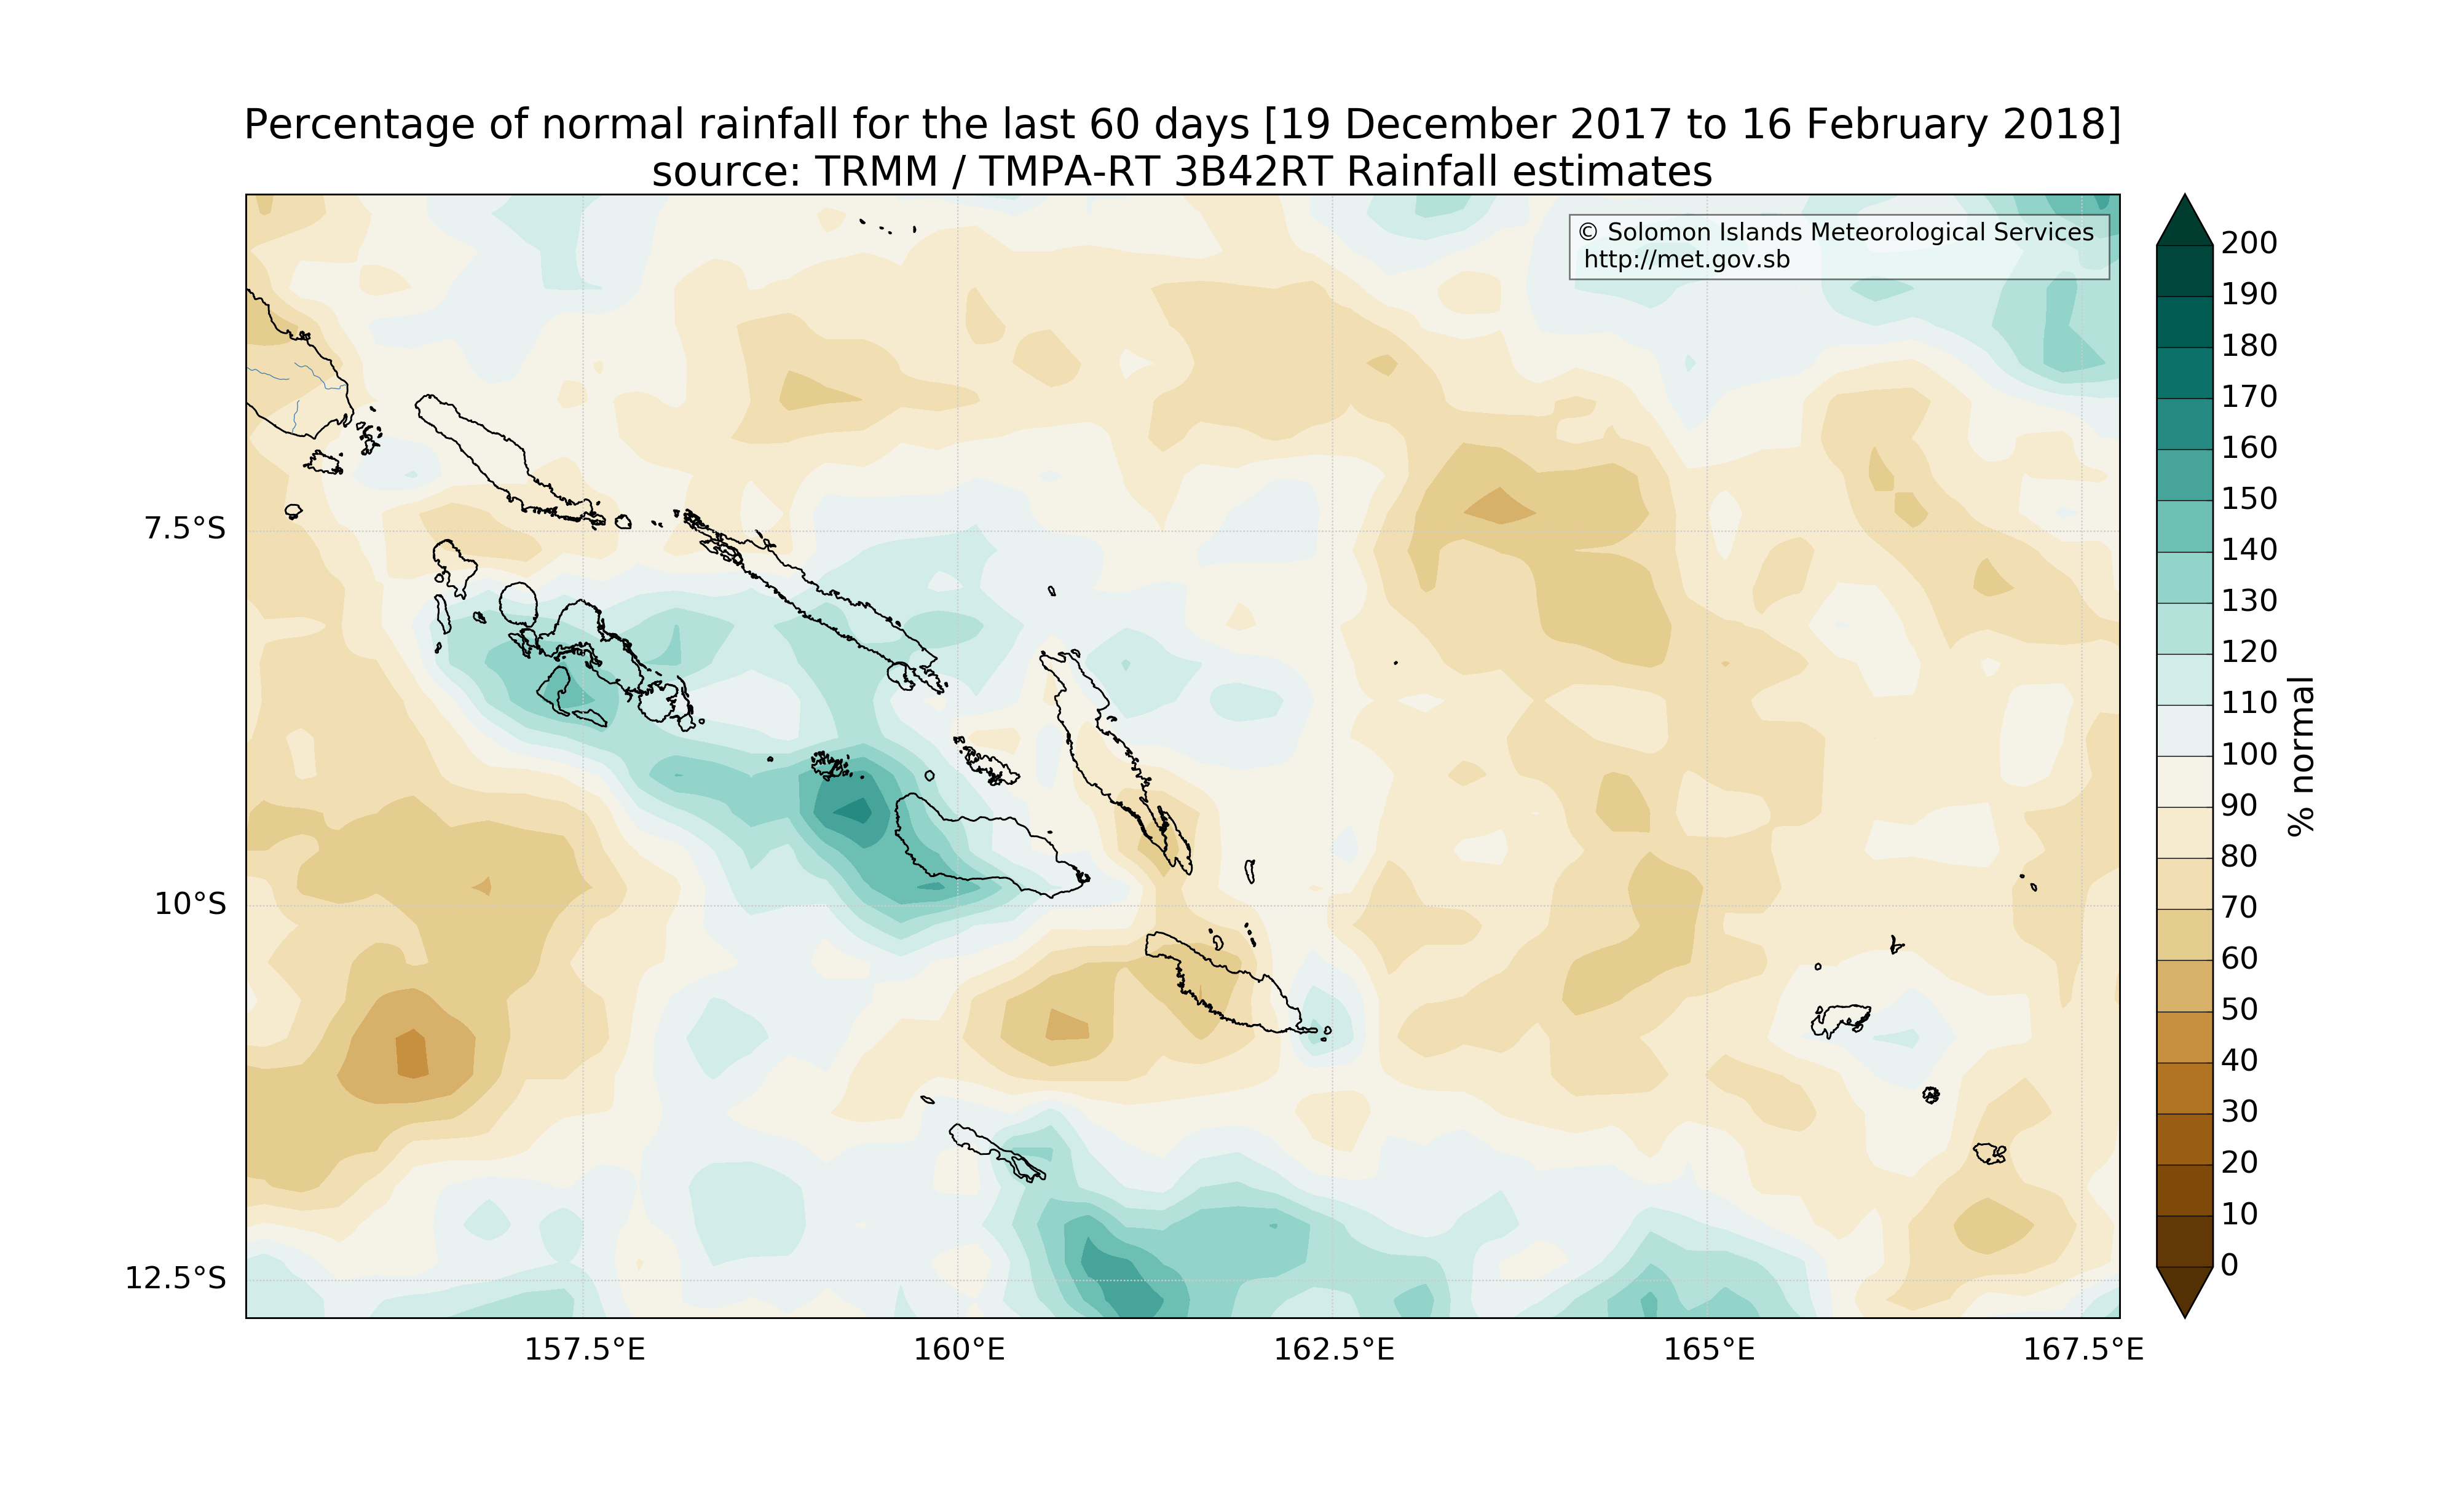 Percentage of normal rainfall for the last 60 days [19 December 2017 to 16 February 2018]
source: TRMM / TMPA-RT 3B42RT Rainfall estimates
© Solomon Islands Meteorological Services
http://met.gov.sb
7.5°S
10°S
12.5°S
157.5°E
160°E
162.5°E
165°E
167.5°E
200
190
180
170
160
150
140
130
120
110
100
90
80
70
60
50
40
30
20
10
0
% normal